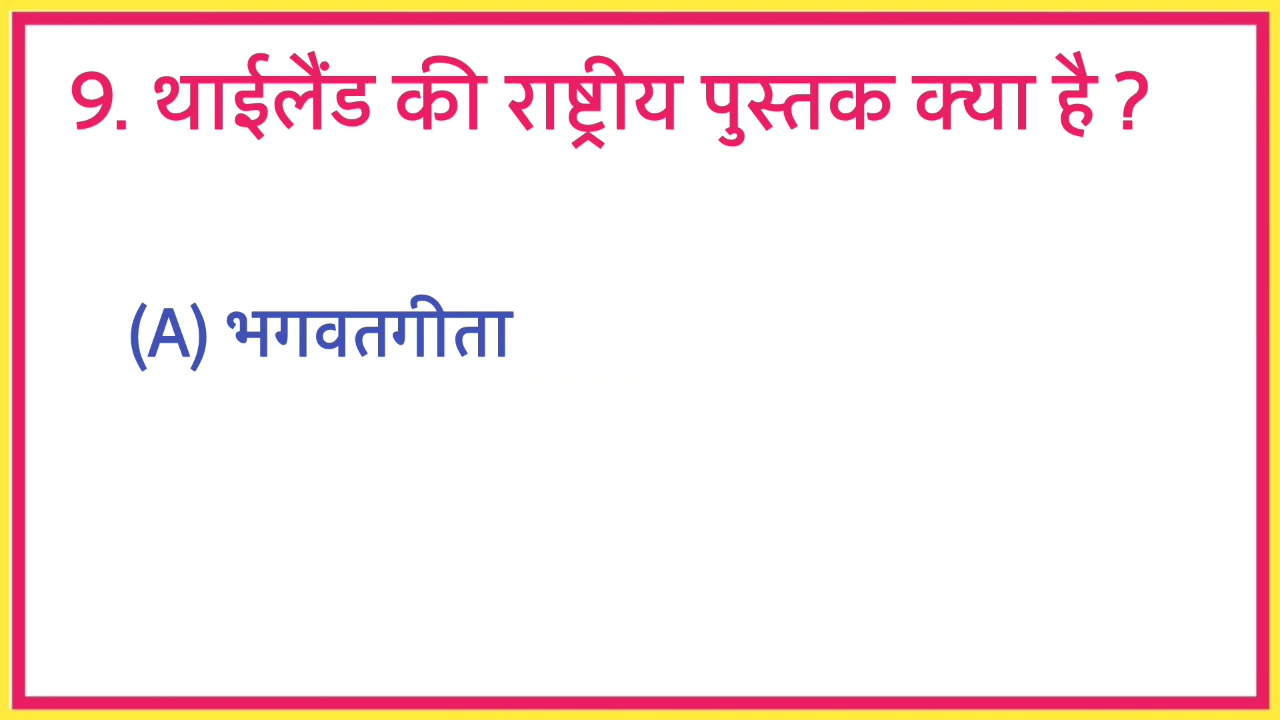 9. थाईलैंड की राष्ट्रीय पुस्तक क्या है ?
(A) भगवतगीता